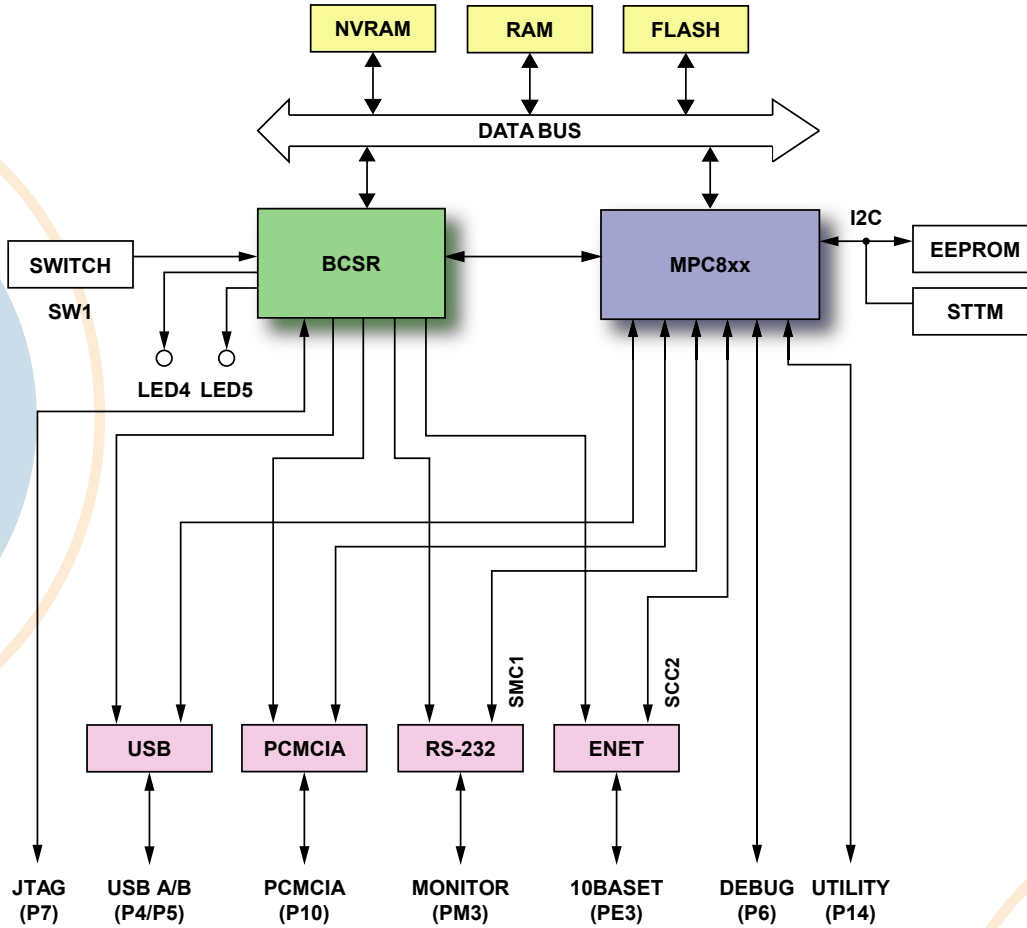 NVRAM
RAM
FLASH
DATA BUS
I2C
SWITCH
BCSR
MPC8xx
EEPROM
SW1
STTM
LED4
LED5
SMC1
SCC2
USB
PCMCIA
RS-232
ENET
JTAG
(P7)
USB A/B
(P4/P5)
PCMCIA
(P10)
MONITOR
(PM3)
10BASET
(PE3)
DEBUG
(P6)
UTILITY
(P14)